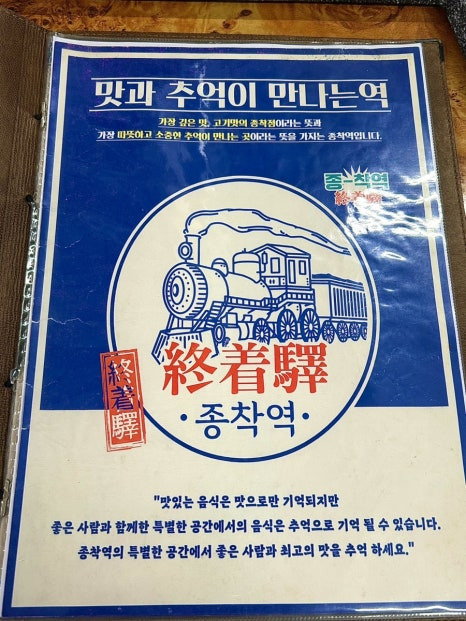 맛과 추억이 만나는역
가장 깊은 맛, 고기맛의 종착점이라는 뜻과
가장 따뜻하고 소중한 추억이 만나는 곳이라는 뜻을 가지는 종착역입니다.
종착역
終着驛
終着驛
·종착역·
"맛있는 음식은 맛으로만 기억되지만
좋은 사람과 함께한 특별한 공간에서의 음식은 추억으로 기억 될 수 있습니다.
종착역의 특별한 공간에서 좋은 사람과 최고의 맛을 추억 하세요."